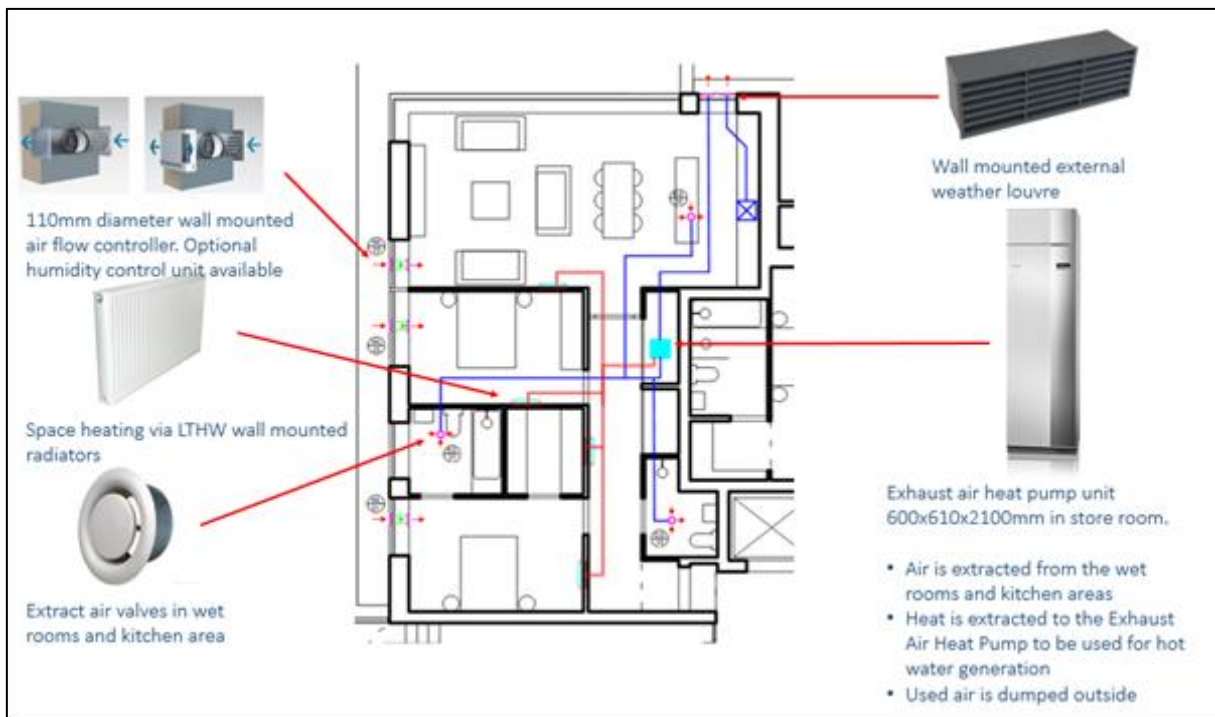 110mm diameter wall mounted
air flow controller. Optional
humidity control unit available
Space heating via LTHW wall mounted
radiators
Extract air valves in wet
rooms and kitchen area
Wall mounted external
weather louvre
Exhaust air heat pump unit
600x610x2100mm in store room.
• Air is extracted from the wet
rooms and kitchen areas
• Heat is extracted to the Exhaust
Air Heat Pump to be used for hot
water generation
• Used air is dumped outside